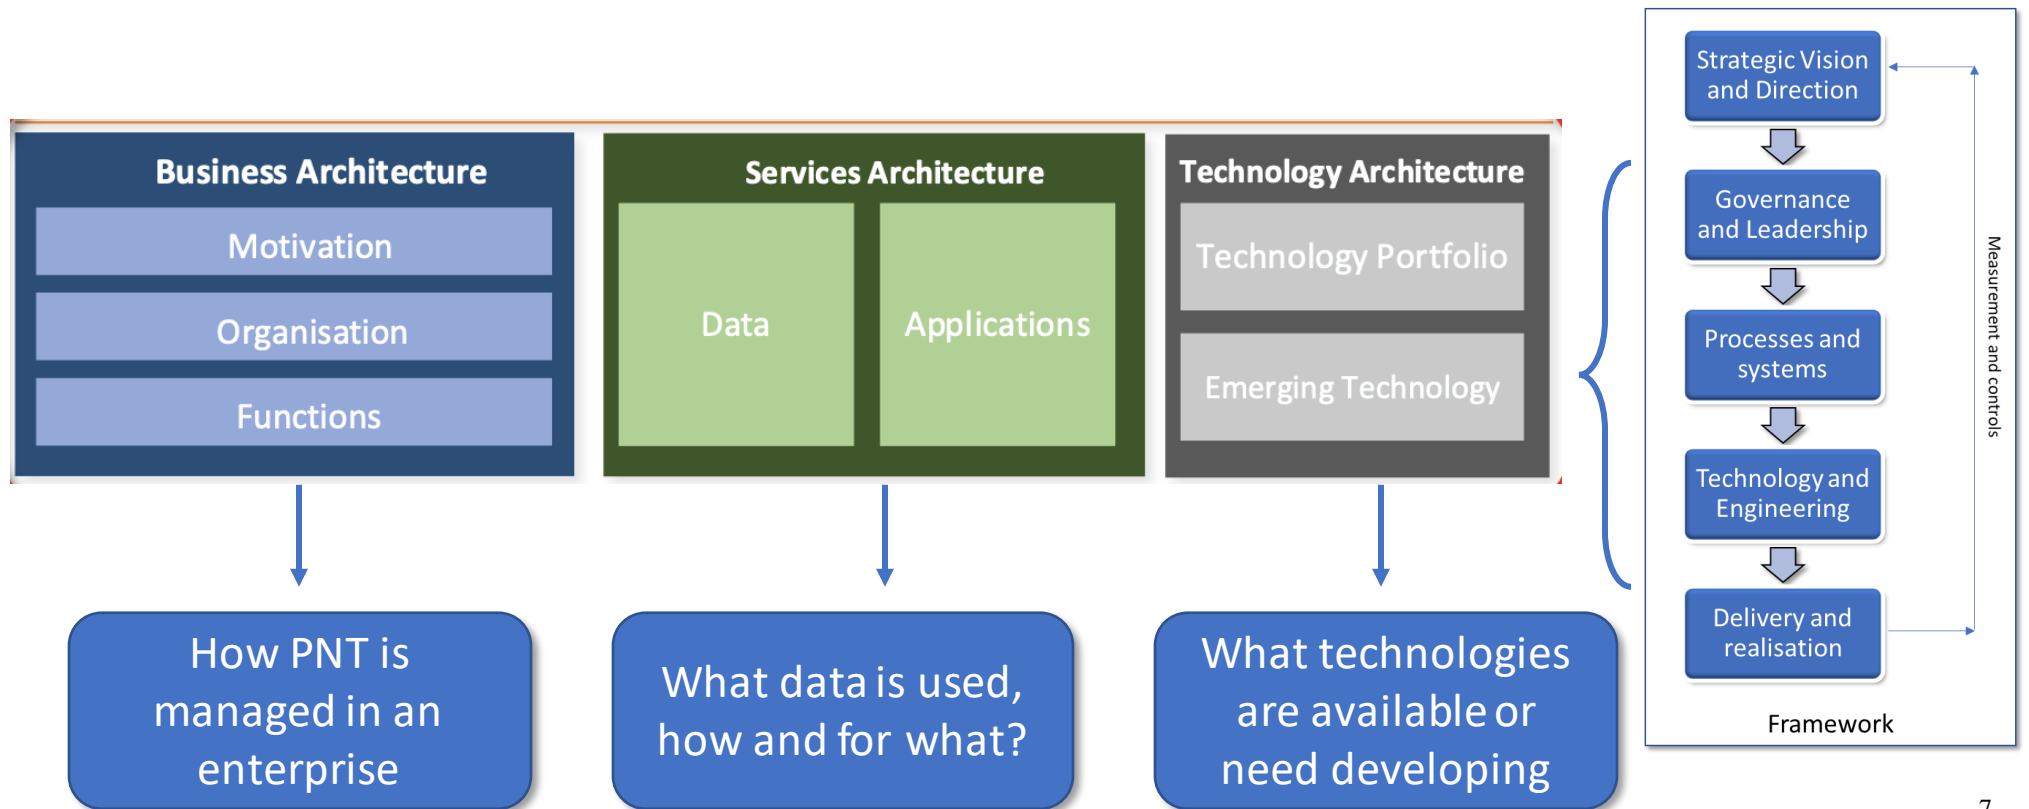 Business Architecture
Motivation
Organisation
Functions
Services Architecture
Data
Applications
Technology Architecture
Technology Portfolio
Emerging Technology
How PNT is
managed in an
enterprise
What data is used,
how and for what?
What technologies
are available or
need developing
Strategic Vision
and Direction
Governance
and Leadership
Processes and
systems
Technology and
Engineering
Delivery and
realisation
Measurement and controls
Framework
7